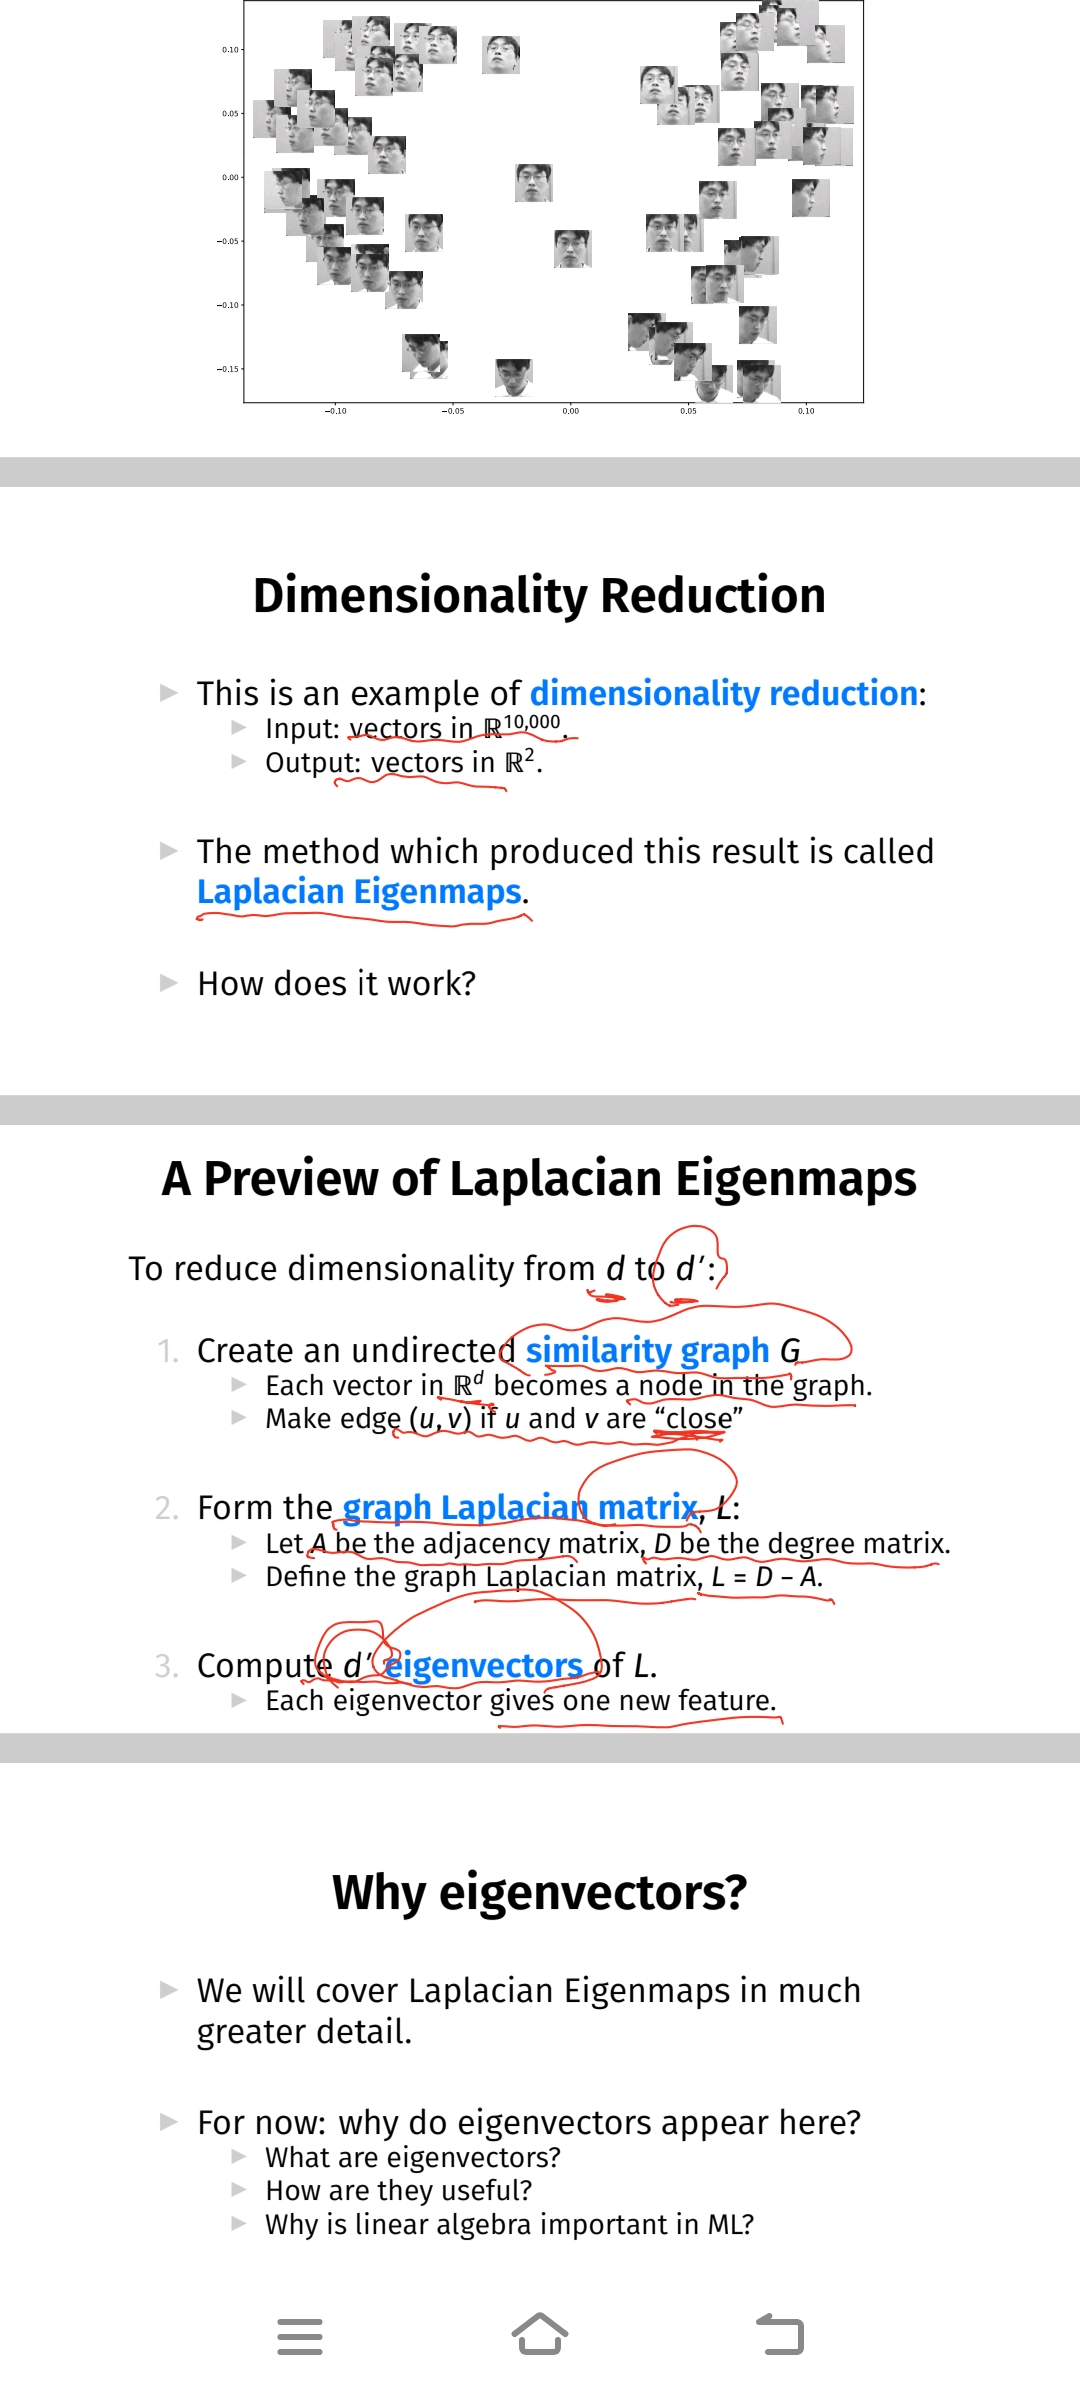 0.10
0.05
0.00
−0.05
−0.10
−0.15
−0.10 −0.05 0.00 0.05 0.10
Dimensionality Reduction
▶ This is an example of dimensionality reduction:
▶ Input: vectors in ℝ^10,000.
▶ Output: vectors in ℝ^2.
▶ The method which produced this result is called
Laplacian Eigenmaps.
▶ How does it work?
A Preview of Laplacian Eigenmaps
To reduce dimensionality from d to d′:
1. Create an undirected similarity graph G
▶ Each vector in ℝ^d becomes a node in the graph.
▶ Make edge (u, v) if u and v are “close”
2. Form the graph Laplacian matrix, L:
▶ Let A be the adjacency matrix, D be the degree matrix.
▶ Define the graph Laplacian matrix, L = D − A.
3. Compute d′ eigenvectors of L.
▶ Each eigenvector gives one new feature.
Why eigenvectors?
▶ We will cover Laplacian Eigenmaps in much
greater detail.
▶ For now: why do eigenvectors appear here?
▶ What are eigenvectors?
▶ How are they useful?
▶ Why is linear algebra important in ML?